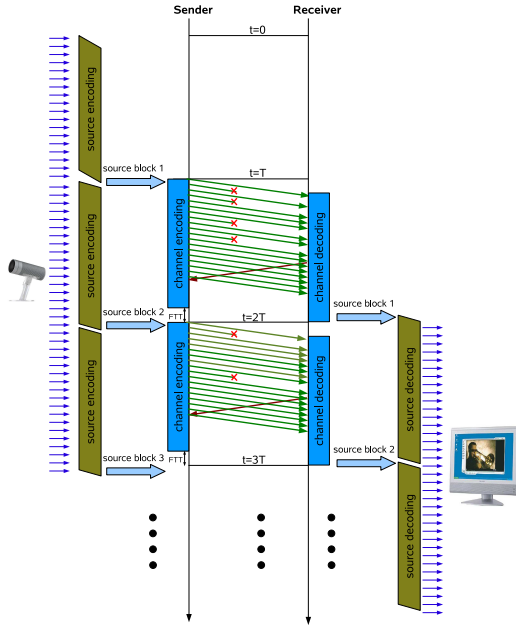 Sender
Receiver
t=0
source encoding
source block 1
t=T
channel encoding
channel decoding
source encoding
source block 1
source block 2
FTT
t=2T
source encoding
channel encoding
channel decoding
source decoding
source block 2
source block 3
FTT
t=3T
source decoding